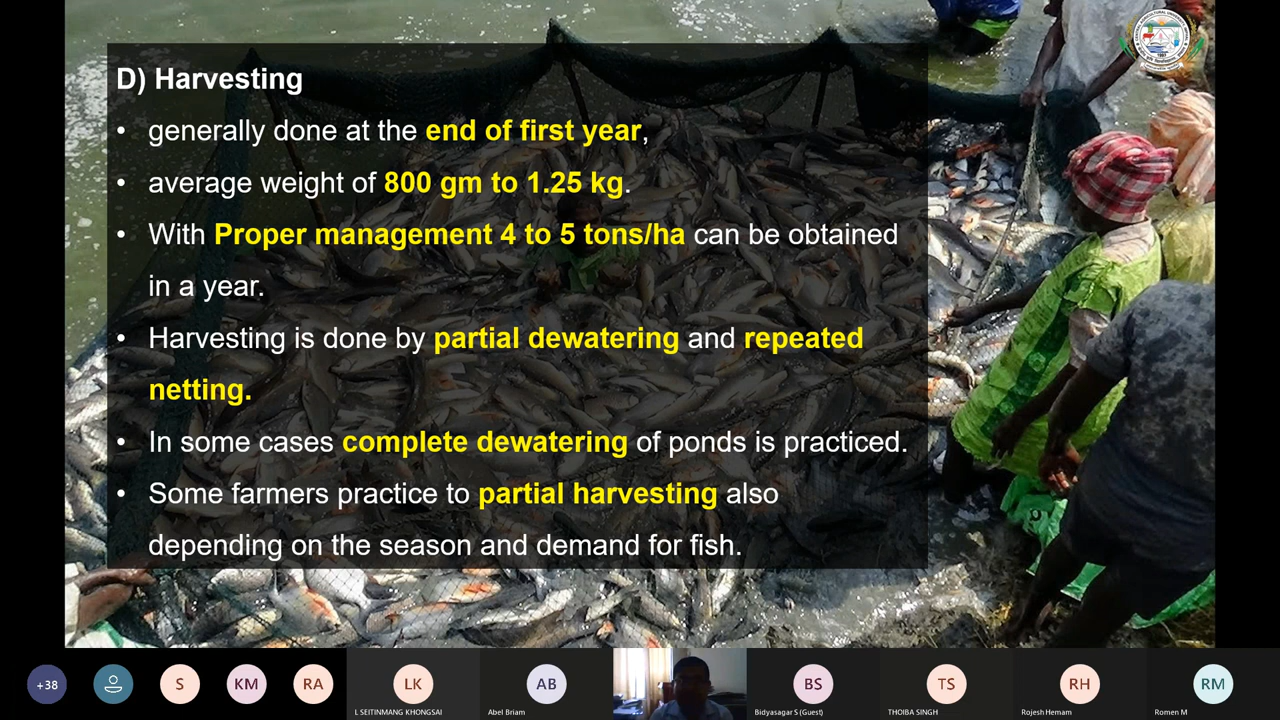 D) Harvesting
• generally done at the end of first year,
• average weight of 800 gm to 1.25 kg.
• With Proper management 4 to 5 tons/ha can be obtained
in a year.
• Harvesting is done by partial dewatering and repeated
netting.
• In some cases complete dewatering of ponds is practiced.
• Some farmers practice to partial harvesting also
depending on the season and demand for fish.
+38
S
KM
RA
LK
AB
BS
TS
RH
RM
L SEITINMANG KHONGSAI
Abel Briam
Bidyasagar S (Guest)
THOIBA SINGH
Rojesh Hemam
Romen M